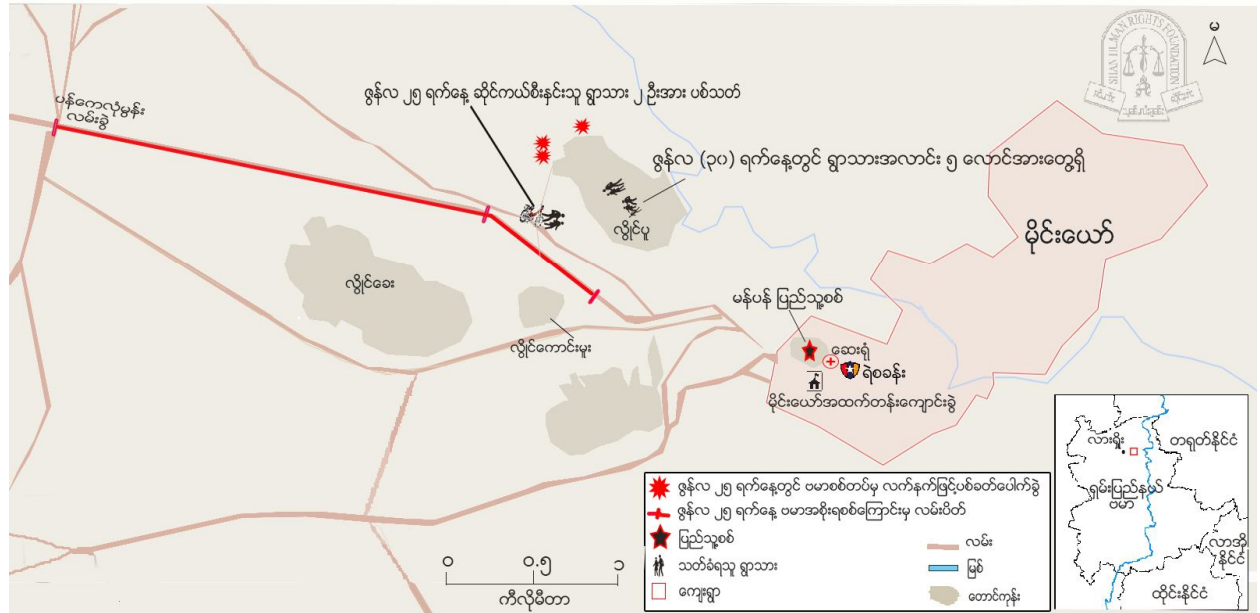 SHAN HUMAN RIGHTS FOUNDATION
မ
ပန်ကေလုံမွန်း
လမ်းခွဲ
ဇွန်လ ၂၅ ရက်နေ့ ဆိုင်ကယ်စီးနှင်းသူ ရွာသား ၂ ဦးအား ပစ်သတ်
ဇွန်လ (၃၀) ရက်နေ့တွင် ရွာသားအလာင်း ၅ လောင်အားတွေ့ရှိ
လွိုင်ပူ
မိုင်းယော်
လွိုင်ခေး
လွိုင်ကောင်းမူး
မန်ပန် ပြည်သူ့စစ်
ဆေးရုံ
ရဲစခန်း
မိုင်းယော်အထက်တန်းကျောင်းခွဲ
ဇွန်လ ၂၅ ရက်နေ့တွင် ဗမာစစ်တပ်မှ လက်နက်ဖြင့်ပစ်ခတ်ပေါက်ခွဲ
ဇွန်လ ၂၅ ရက်နေ့ ဗမာအစိုးရစစ်ကြောင်းမှ လမ်းပိတ်
ပြည်သူ့စစ်
သတ်ခံရသူ ရွာသား
ကျေးရွာ
လမ်း
မြစ်
တောင်ကုန်း
၀ ၀.၅ ၁
ကီလိုမီတာ
လားရှိုး
တရုတ်နိုင်ငံ
ရှမ်းပြည်နယ်
ဗမာ
လာအို
နိုင်ငံ
ထိုင်းနိုင်ငံ